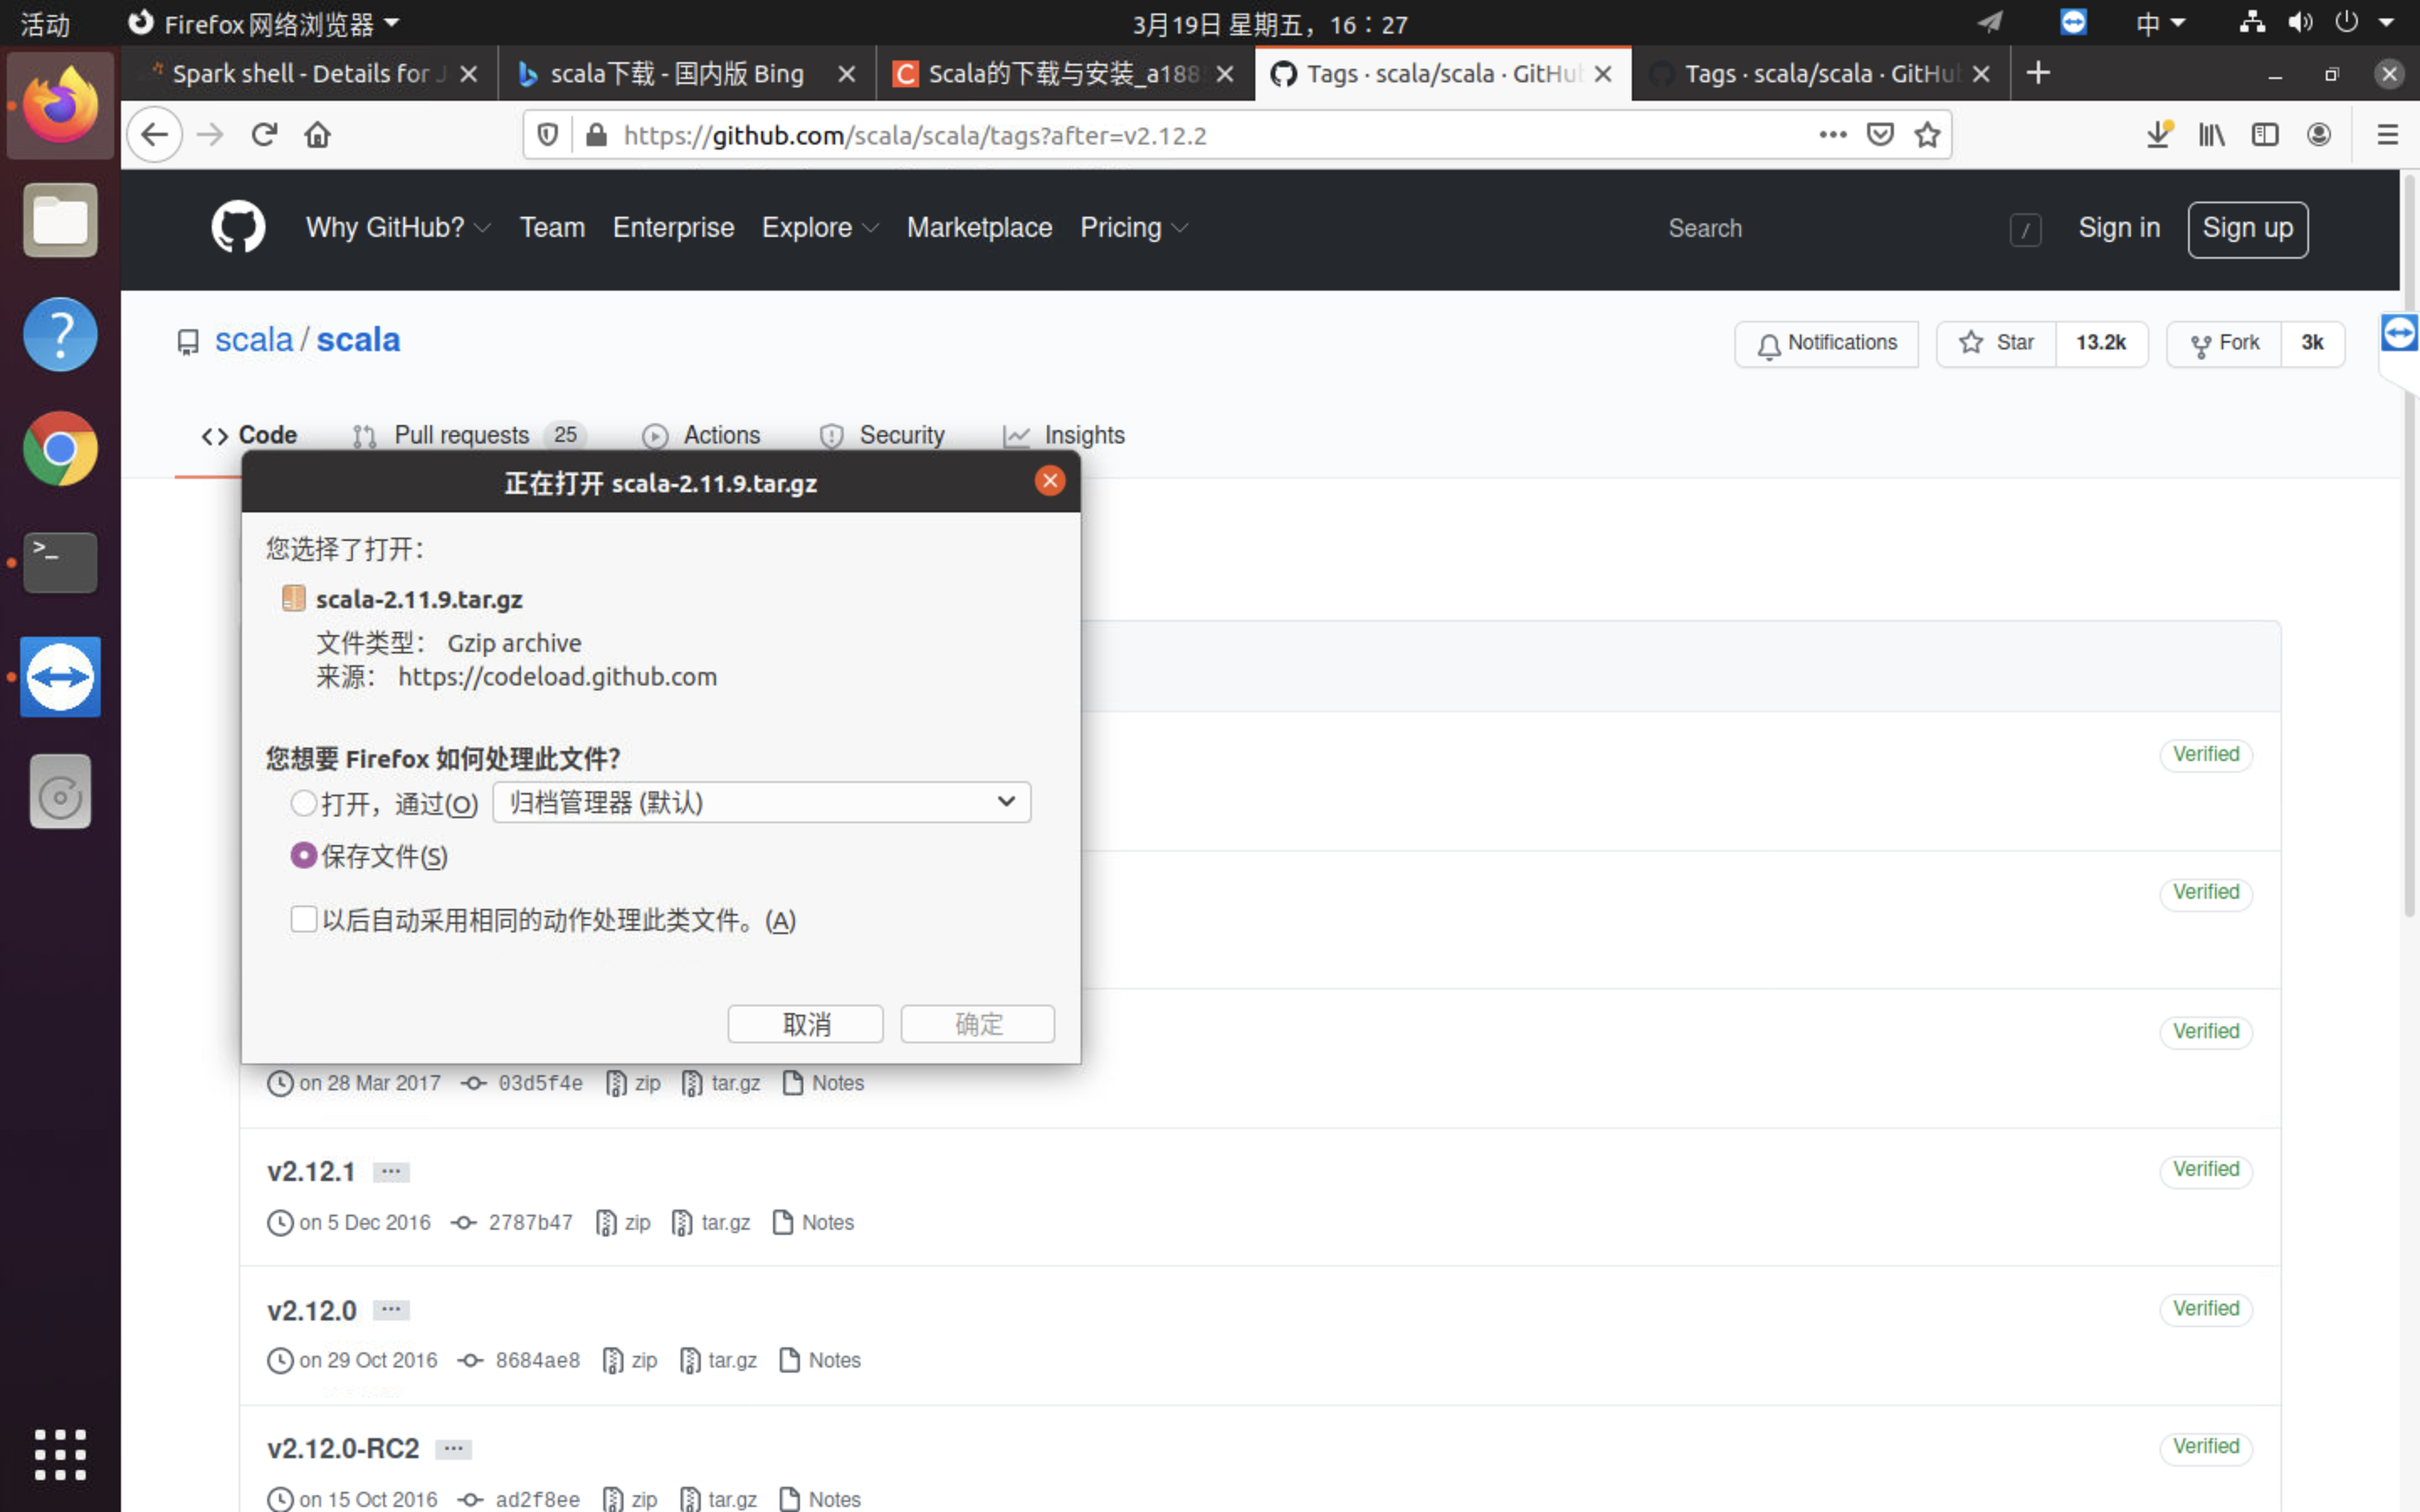 活动
Firefox 网络浏览器
3月19日 星期五，16：27
中
Spark shell - Details for J
scala下载 - 国内版 Bing
Scala的下载与安装_a188
Tags · scala/scala · GitHu
Tags · scala/scala · GitHu
https://github.com/scala/scala/tags?after=v2.12.2
Why GitHub?
Team
Enterprise
Explore
Marketplace
Pricing
Search
/
Sign in
Sign up
scala / scala
Notifications
Star
13.2k
Fork
3k
Code
Pull requests 25
Actions
Security
Insights
正在打开 scala-2.11.9.tar.gz
您选择了打开：
scala-2.11.9.tar.gz
文件类型： Gzip archive
来源： https://codeload.github.com
您想要 Firefox 如何处理此文件？
打开，通过(O) 归档管理器 (默认)
保存文件(S)
以后自动采用相同的动作处理此类文件。(A)
取消
确定
Verified
Verified
Verified
on 28 Mar 2017 03d5f4e zip tar.gz Notes
v2.12.1 ...
Verified
on 5 Dec 2016 2787b47 zip tar.gz Notes
v2.12.0 ...
Verified
on 29 Oct 2016 8684ae8 zip tar.gz Notes
v2.12.0-RC2 ...
Verified
on 15 Oct 2016 ad2f8ee zip tar.gz Notes